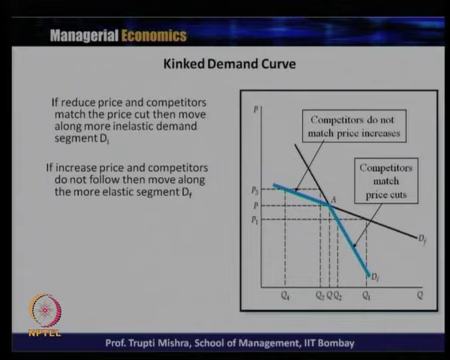 Managerial Economics
Kinked Demand Curve
If reduce price and competitors
match the price cut then move
along more inelastic demand
segment Di
If increase price and competitors
do not follow then move along
the more elastic segment Df
P
Competitors do not
match price increases
Competitors
match
price cuts
P2
P
P1
A
Df
Di
Q4 Q3 Q Q2 Q1 Q
NPTEL
Prof. Trupti Mishra, School of Management, IIT Bombay